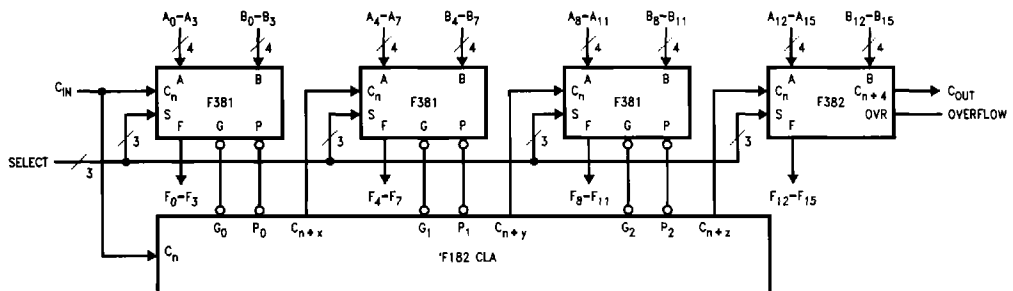 A0–A3 B0–B3 A4–A7 B4–B7 A8–A11 B8–B11 A12–A15 B12–B15
4 4 4 4 4 4 4 4
A B A B A B A B
CIN Cn F381 Cn F381 Cn F381 Cn F382 Cn+4 COUT
S F G P S F G P S F G P S F OVR OVERFLOW
3 3 3 3
SELECT 3
F0–F3 F4–F7 F8–F11 F12–F15
G0 P0 Cn+x G1 P1 Cn+y G2 P2 Cn+z
Cn 'F182 CLA